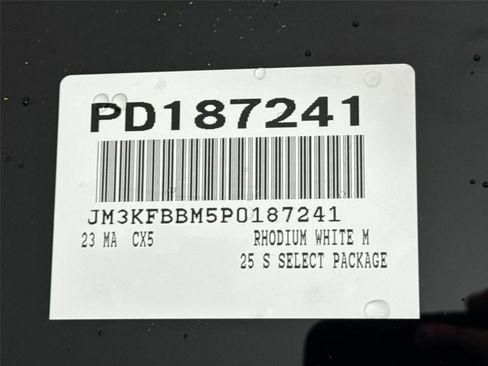 PD187241
JM3KFBBM5P0187241
23 MA CX5 RHODIUM WHITE M
25 S SELECT PACKAGE